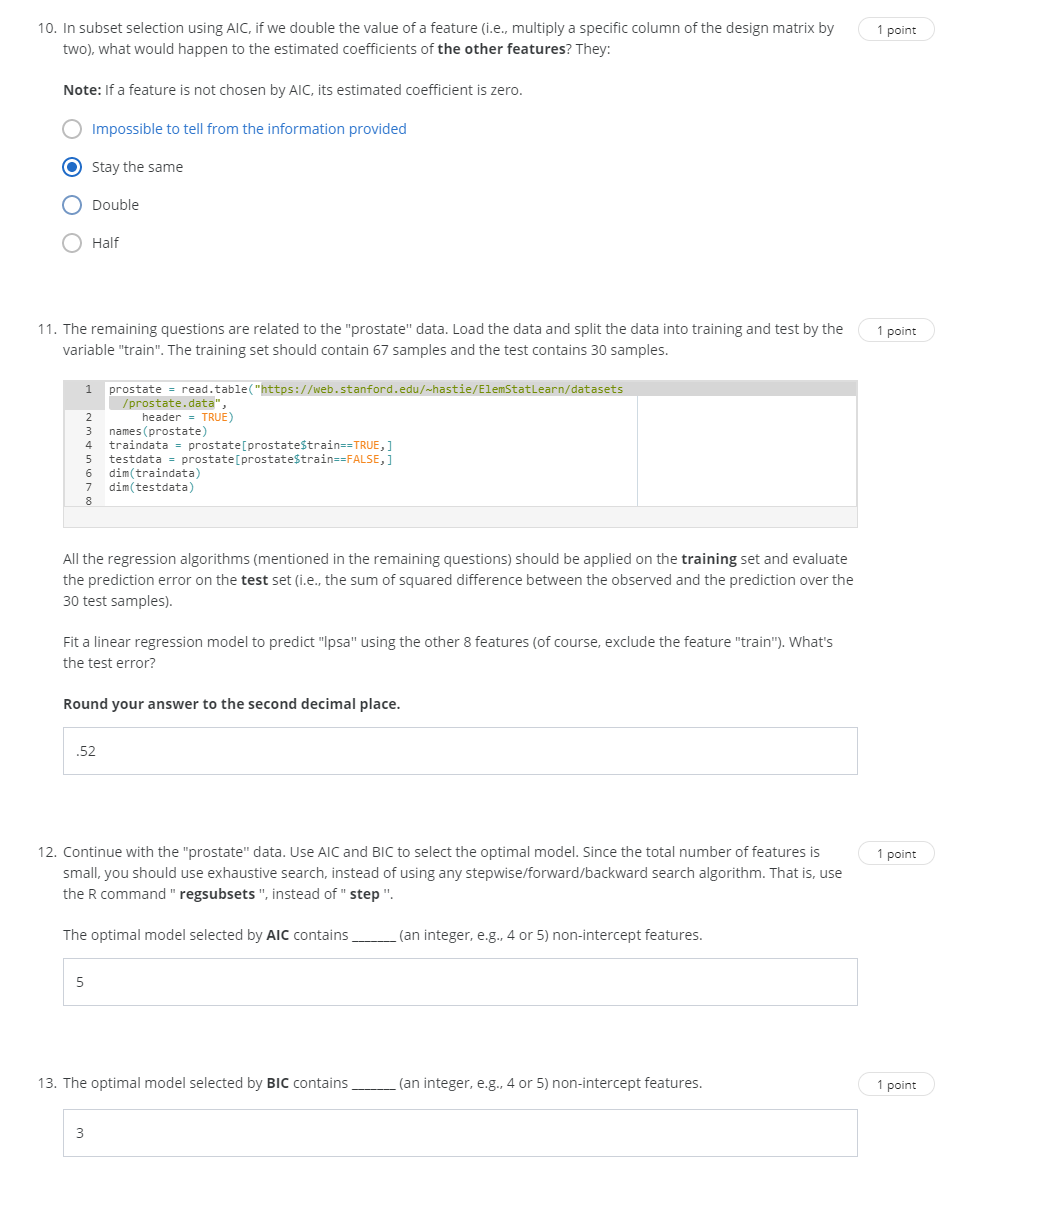 10. In subset selection using AIC, if we double the value of a feature (i.e., multiply a specific column of the design matrix by
1 point
two), what would happen to the estimated coefficients of the other features? They:
Note: If a feature is not chosen by AIC, its estimated coefficient is zero.
Impossible to tell from the information provided
Stay the same
Double
Half
11. The remaining questions are related to the "prostate" data. Load the data and split the data into training and test by the
1 point
variable "train". The training set should contain 67 samples and the test contains 30 samples.
1 prostate = read.table("https://web.stanford.edu/~hastie/ElemStatLearn/datasets
/prostate.data",
2 header = TRUE)
3 names(prostate)
4 traindata = prostate[prostate$train==TRUE,]
5 testdata = prostate[prostate$train==FALSE,]
6 dim(traindata)
7 dim(testdata)
8
All the regression algorithms (mentioned in the remaining questions) should be applied on the training set and evaluate
the prediction error on the test set (i.e., the sum of squared difference between the observed and the prediction over the
30 test samples).
Fit a linear regression model to predict "lpsa" using the other 8 features (of course, exclude the feature "train"). What's
the test error?
Round your answer to the second decimal place.
.52
12. Continue with the "prostate" data. Use AIC and BIC to select the optimal model. Since the total number of features is
1 point
small, you should use exhaustive search, instead of using any stepwise/forward/backward search algorithm. That is, use
the R command " regsubsets ", instead of " step ".
The optimal model selected by AIC contains _______ (an integer, e.g., 4 or 5) non-intercept features.
5
13. The optimal model selected by BIC contains _______ (an integer, e.g., 4 or 5) non-intercept features.
1 point
3